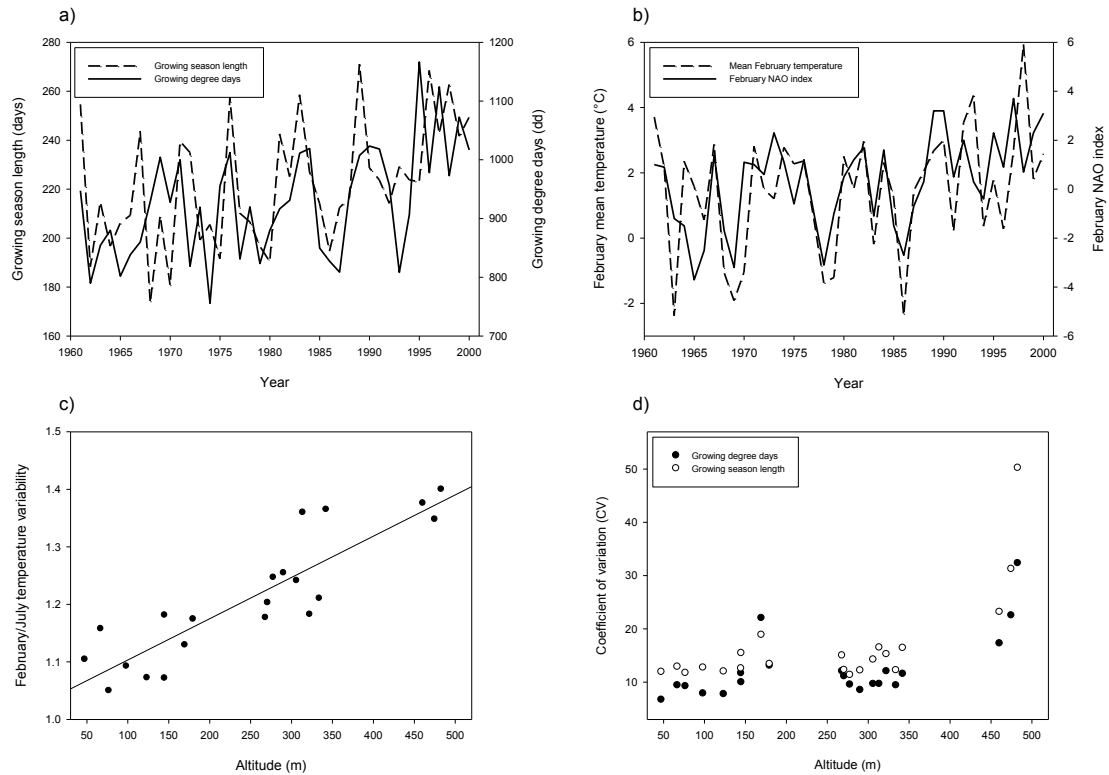 a)
280
260
240
220
200
180
160
Growing season length (days)
Growing season length
Growing degree days
1200
1100
1000
900
800
700
Growing degree days (dd)
1960 1965 1970 1975 1980 1985 1990 1995 2000
Year
b)
6
4
2
0
-2
February mean temperature (°C)
Mean February temperature
February NAO index
6
4
2
0
-2
-4
-6
February NAO index
1960 1965 1970 1975 1980 1985 1990 1995 2000
Year
c)
1.5
1.4
1.3
1.2
1.1
1.0
February/July temperature variability
50 100 150 200 250 300 350 400 450 500
Altitude (m)
d)
50
40
30
20
10
Coefficient of variation (CV)
Growing degree days
Growing season length
50 100 150 200 250 300 350 400 450 500
Altitude (m)